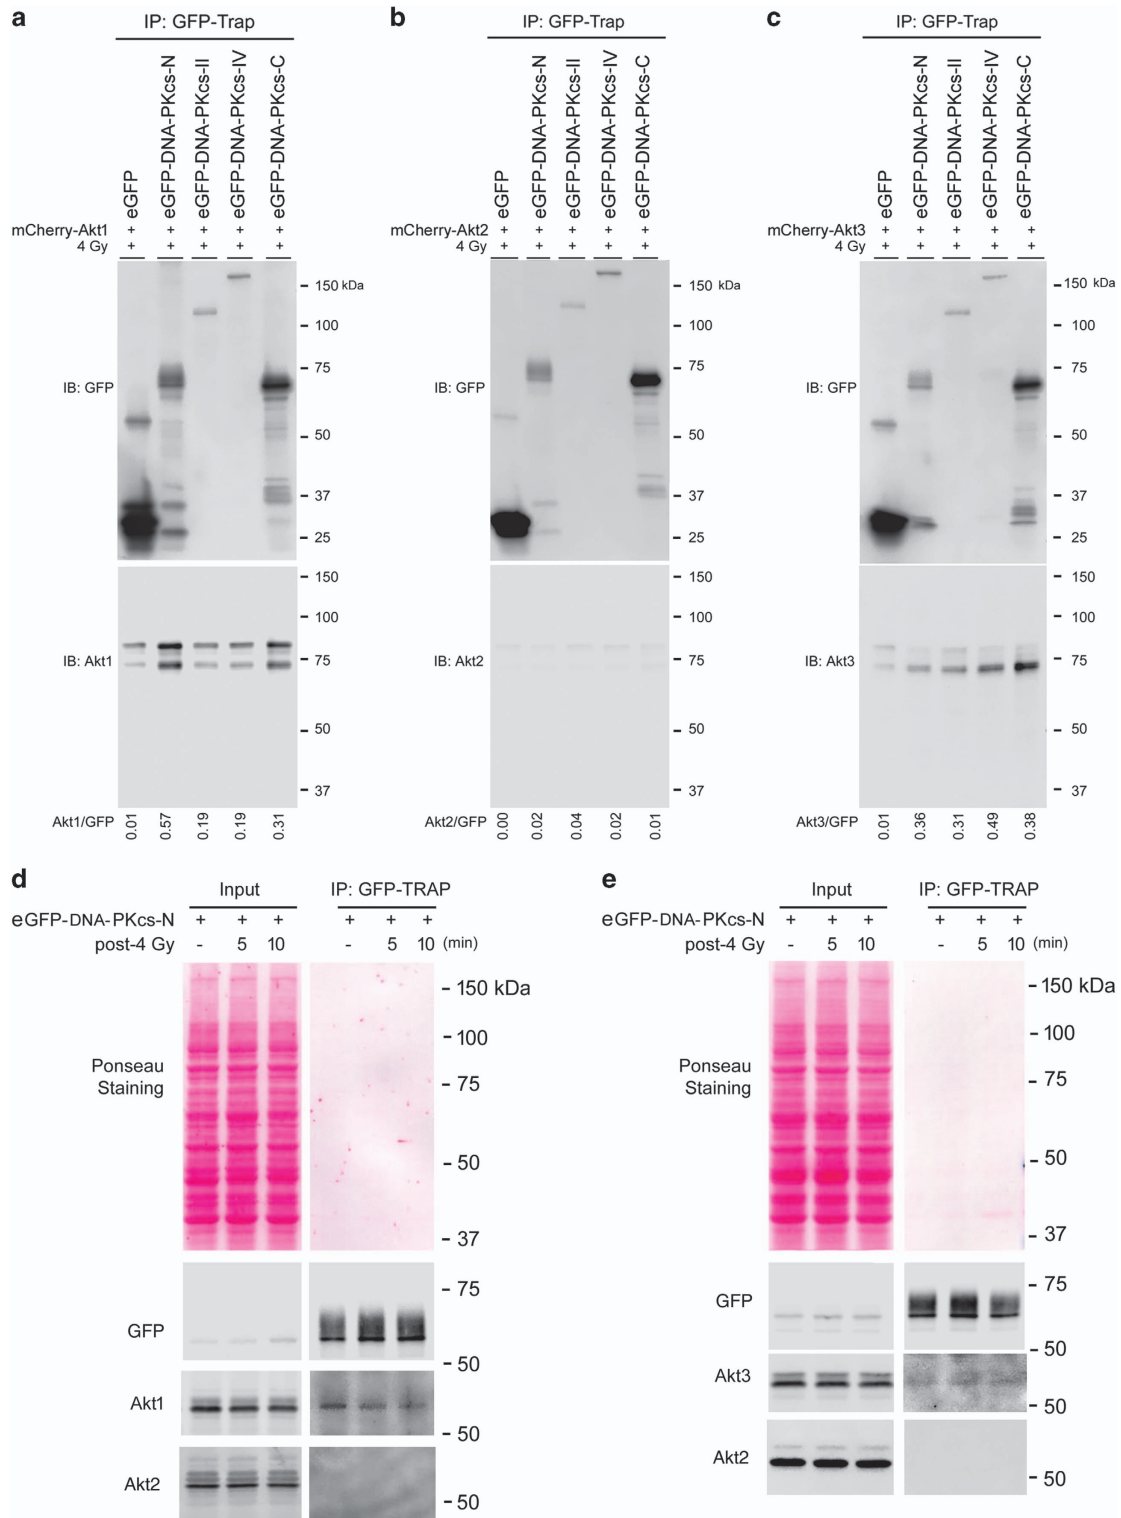 a
IP: GFP-Trap
eGFP
eGFP-DNA-PKcs-N
eGFP-DNA-PKcs-II
eGFP-DNA-PKcs-IV
eGFP-DNA-PKcs-C
mCherry-Akt1 + + + + +
4 Gy + + + + +
150 kDa
100
75
IB: GFP
50
37
25
150
100
IB: Akt1
75
50
37
Akt1/GFP 0.01 0.57 0.19 0.19 0.31
b
IP: GFP-Trap
eGFP
eGFP-DNA-PKcs-N
eGFP-DNA-PKcs-II
eGFP-DNA-PKcs-IV
eGFP-DNA-PKcs-C
mCherry-Akt2 + + + + +
4 Gy + + + + +
150 kDa
100
75
IB: GFP
50
37
25
150
100
IB: Akt2
75
50
37
Akt2/GFP 0.00 0.02 0.04 0.02 0.01
c
IP: GFP-Trap
eGFP
eGFP-DNA-PKcs-N
eGFP-DNA-PKcs-II
eGFP-DNA-PKcs-IV
eGFP-DNA-PKcs-C
mCherry-Akt3 + + + + +
4 Gy + + + + +
150 kDa
100
75
IB: GFP
50
37
25
150
100
IB: Akt3
75
50
37
Akt3/GFP 0.01 0.36 0.31 0.49 0.38
d
Input IP: GFP-TRAP
eGFP-DNA-PKcs-N + + + + + +
post-4 Gy - 5 10 - 5 10 (min)
150 kDa
100
Ponseau
Staining
75
50
37
75
GFP
50
Akt1
50
Akt2
50
e
Input IP: GFP-TRAP
eGFP-DNA-PKcs-N + + + + + +
post-4 Gy - 5 10 - 5 10 (min)
150 kDa
100
Ponseau
Staining
75
50
37
75
GFP
50
Akt3
50
Akt2
50